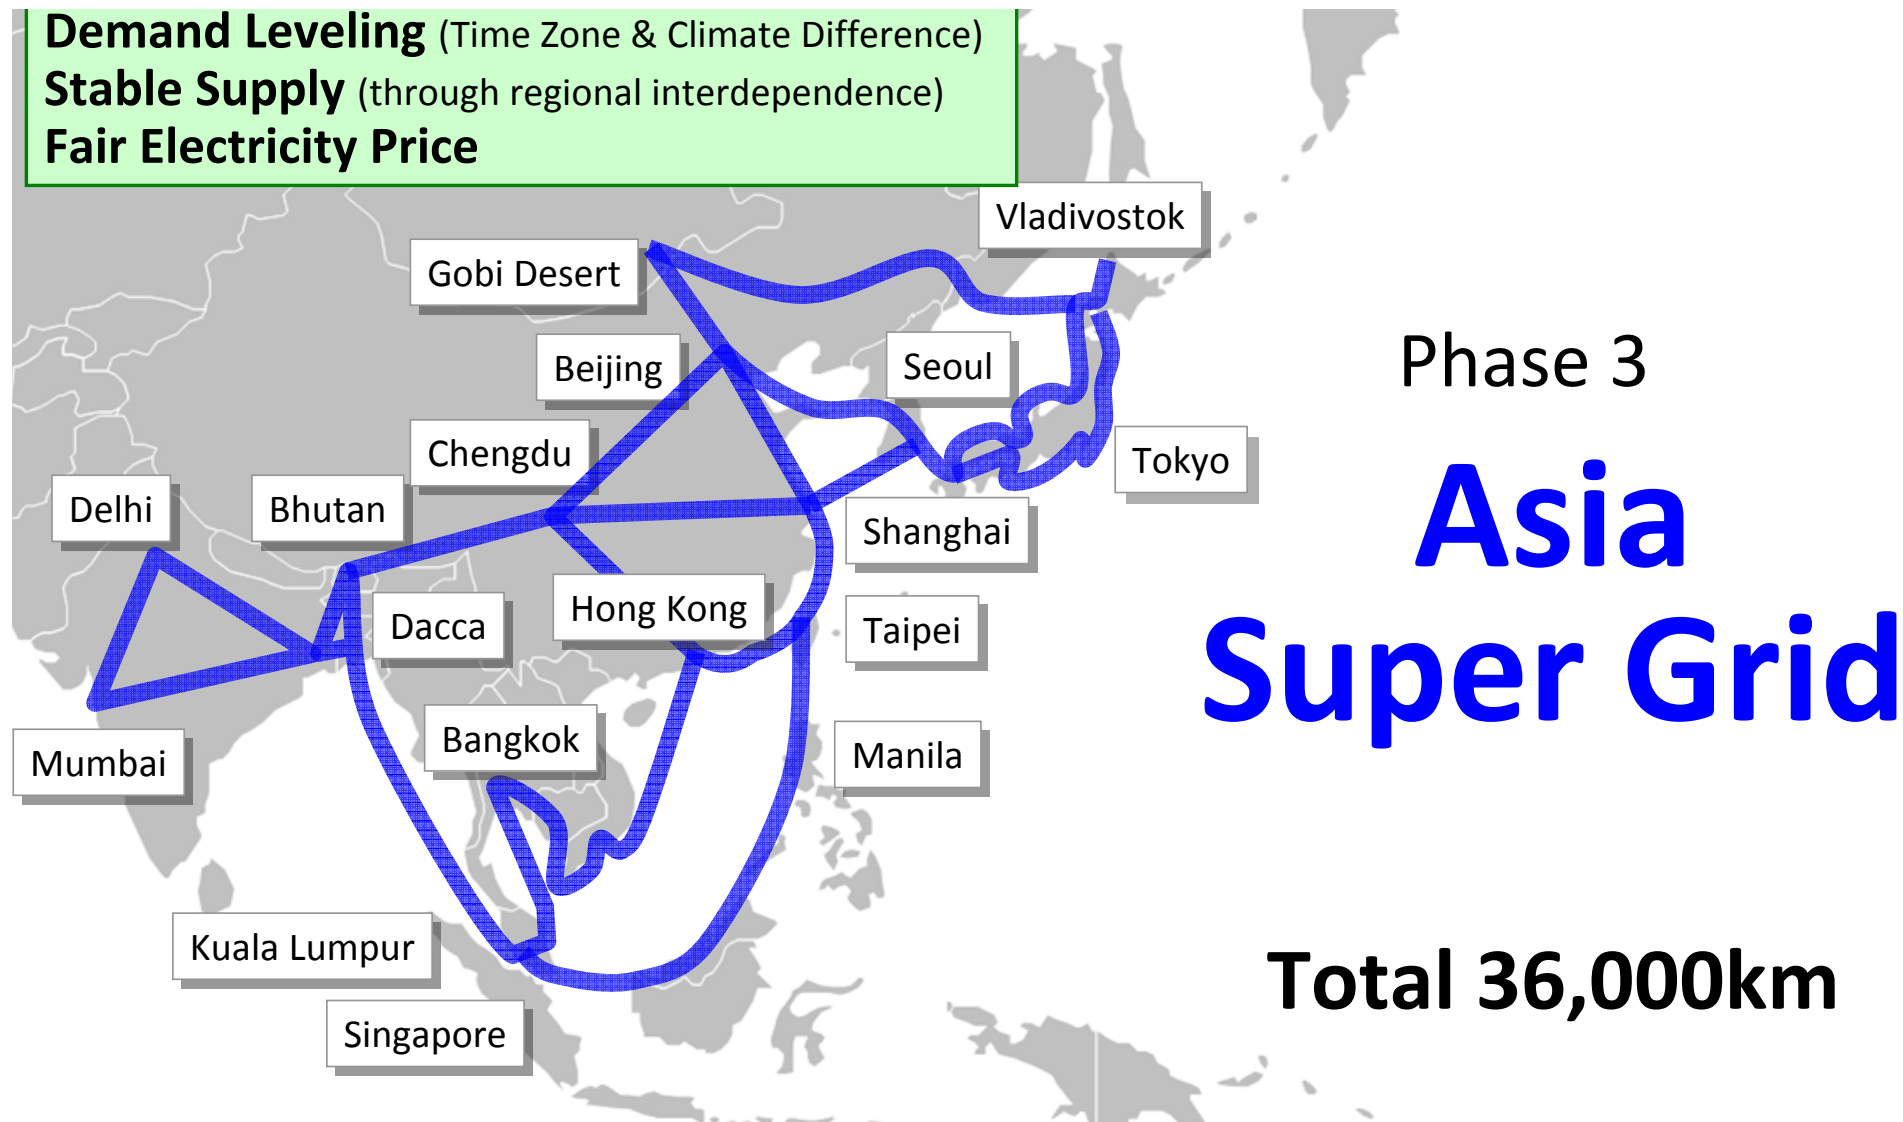 Demand Leveling (Time Zone & Climate Difference)
Stable Supply (through regional interdependence)
Fair Electricity Price
Vladivostok
Gobi Desert
Beijing
Seoul
Phase 3
Chengdu
Tokyo
Delhi
Bhutan
Shanghai
Asia
Super Grid
Hong Kong
Dacca
Taipei
Bangkok
Manila
Mumbai
Kuala Lumpur
Total 36,000km
Singapore